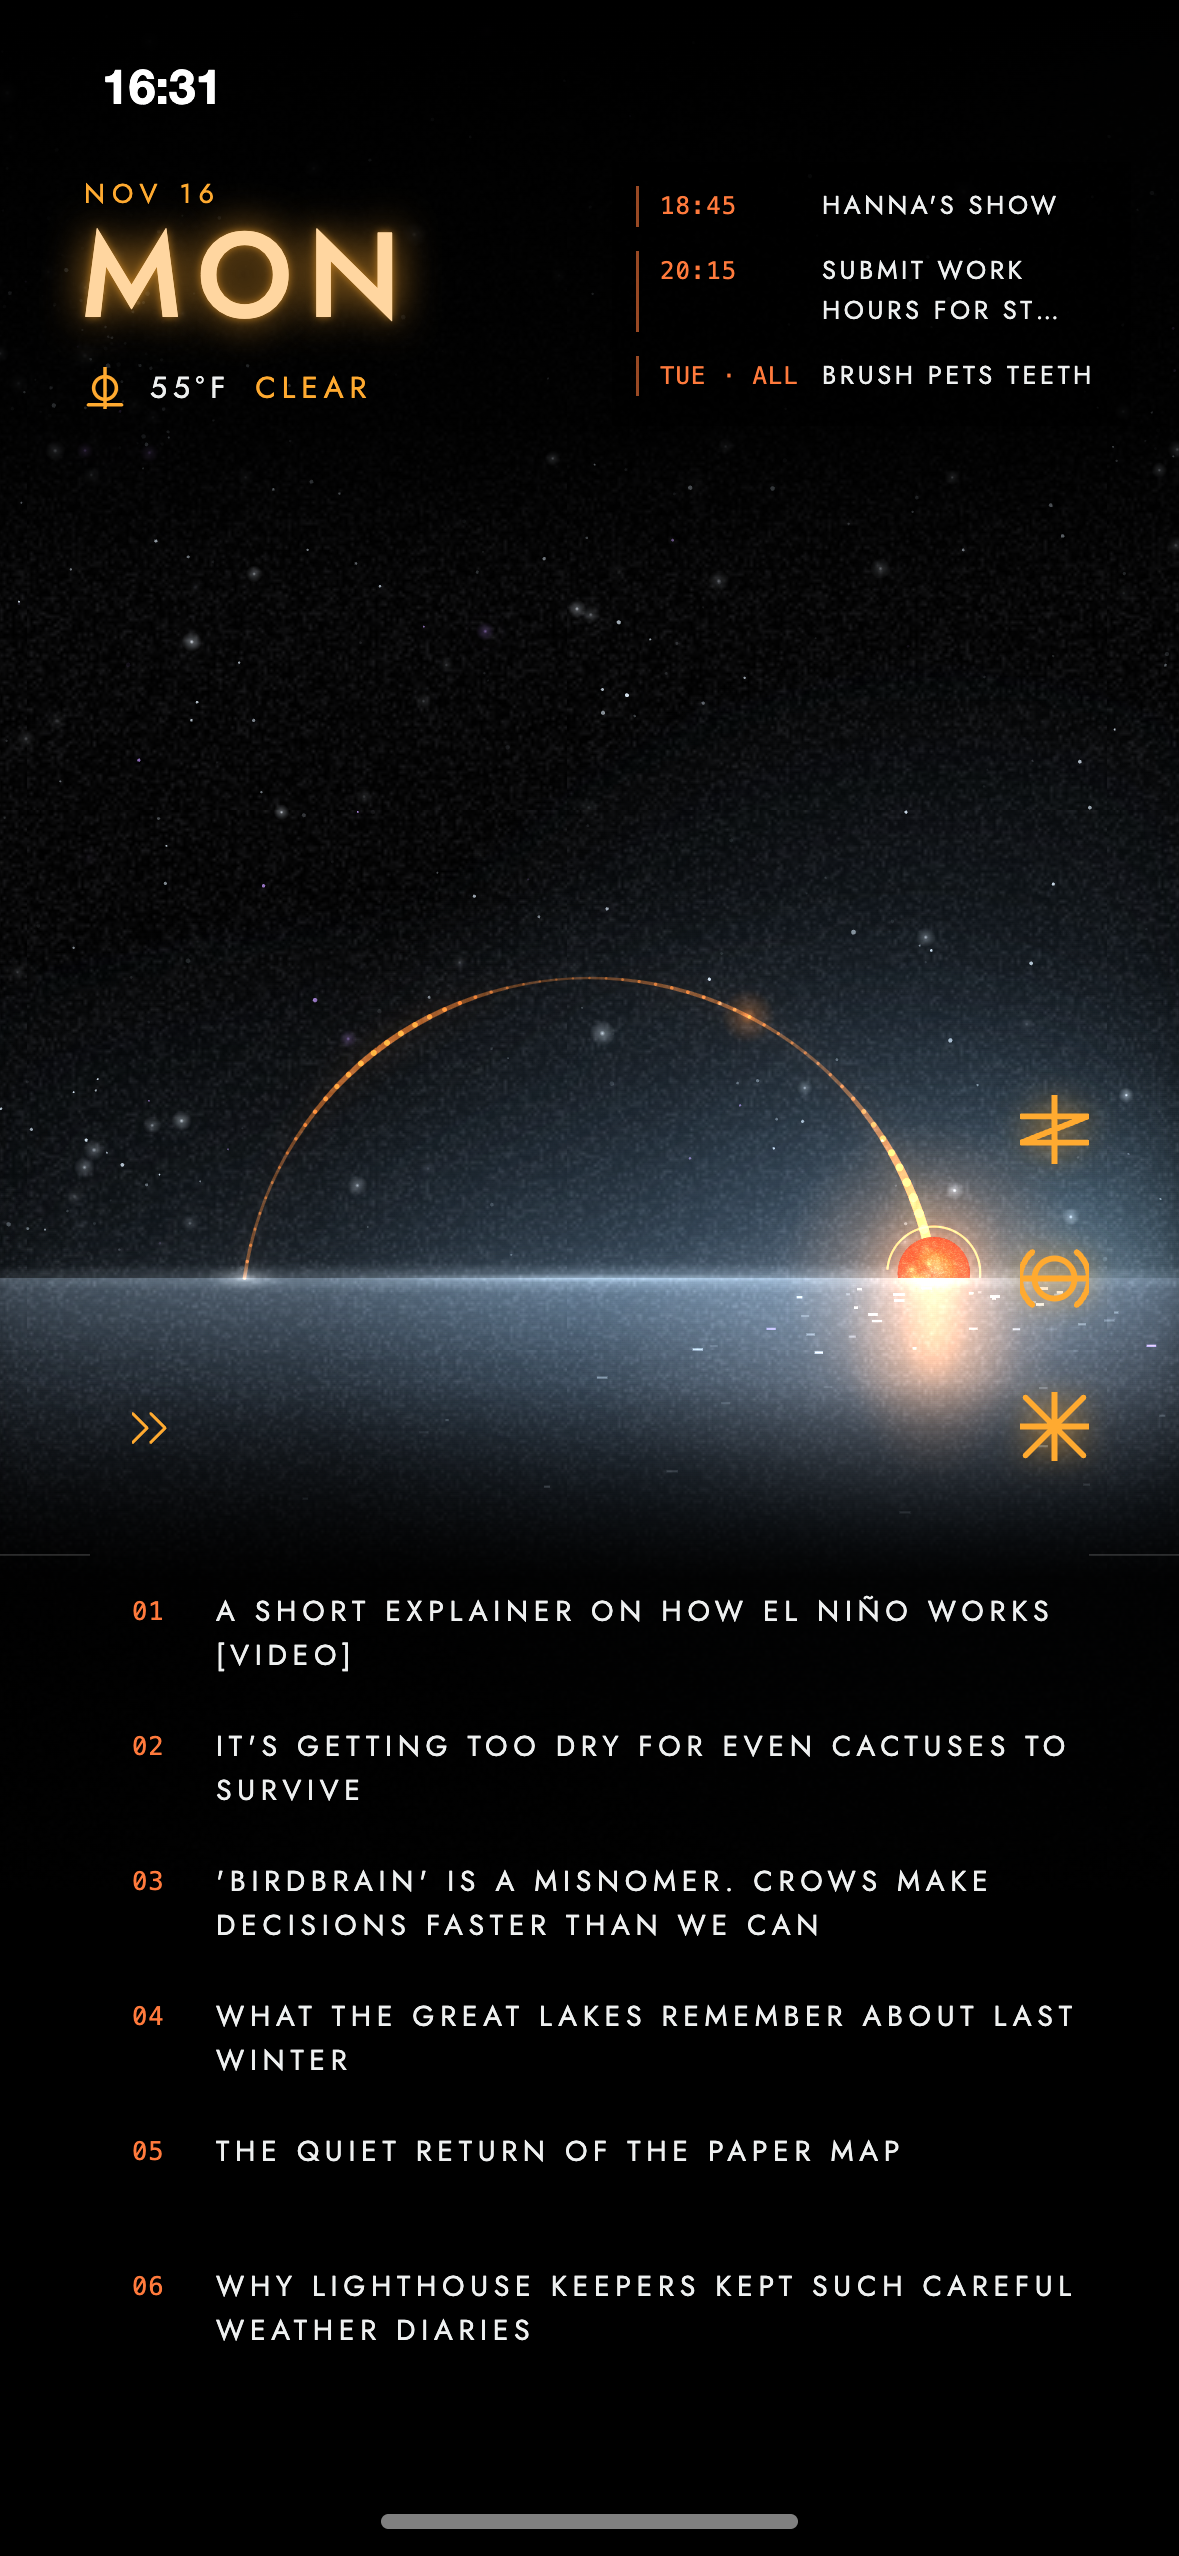 16:31
NOV 16
MON
55°F CLEAR
18:45 HANNA'S SHOW
20:15 SUBMIT WORK
HOURS FOR ST...
TUE · ALL BRUSH PETS TEETH
01 A SHORT EXPLAINER ON HOW EL NIÑO WORKS
[VIDEO]
02 IT'S GETTING TOO DRY FOR EVEN CACTUSES TO
SURVIVE
03 'BIRDBRAIN' IS A MISNOMER. CROWS MAKE
DECISIONS FASTER THAN WE CAN
04 WHAT THE GREAT LAKES REMEMBER ABOUT LAST
WINTER
05 THE QUIET RETURN OF THE PAPER MAP
06 WHY LIGHTHOUSE KEEPERS KEPT SUCH CAREFUL
WEATHER DIARIES